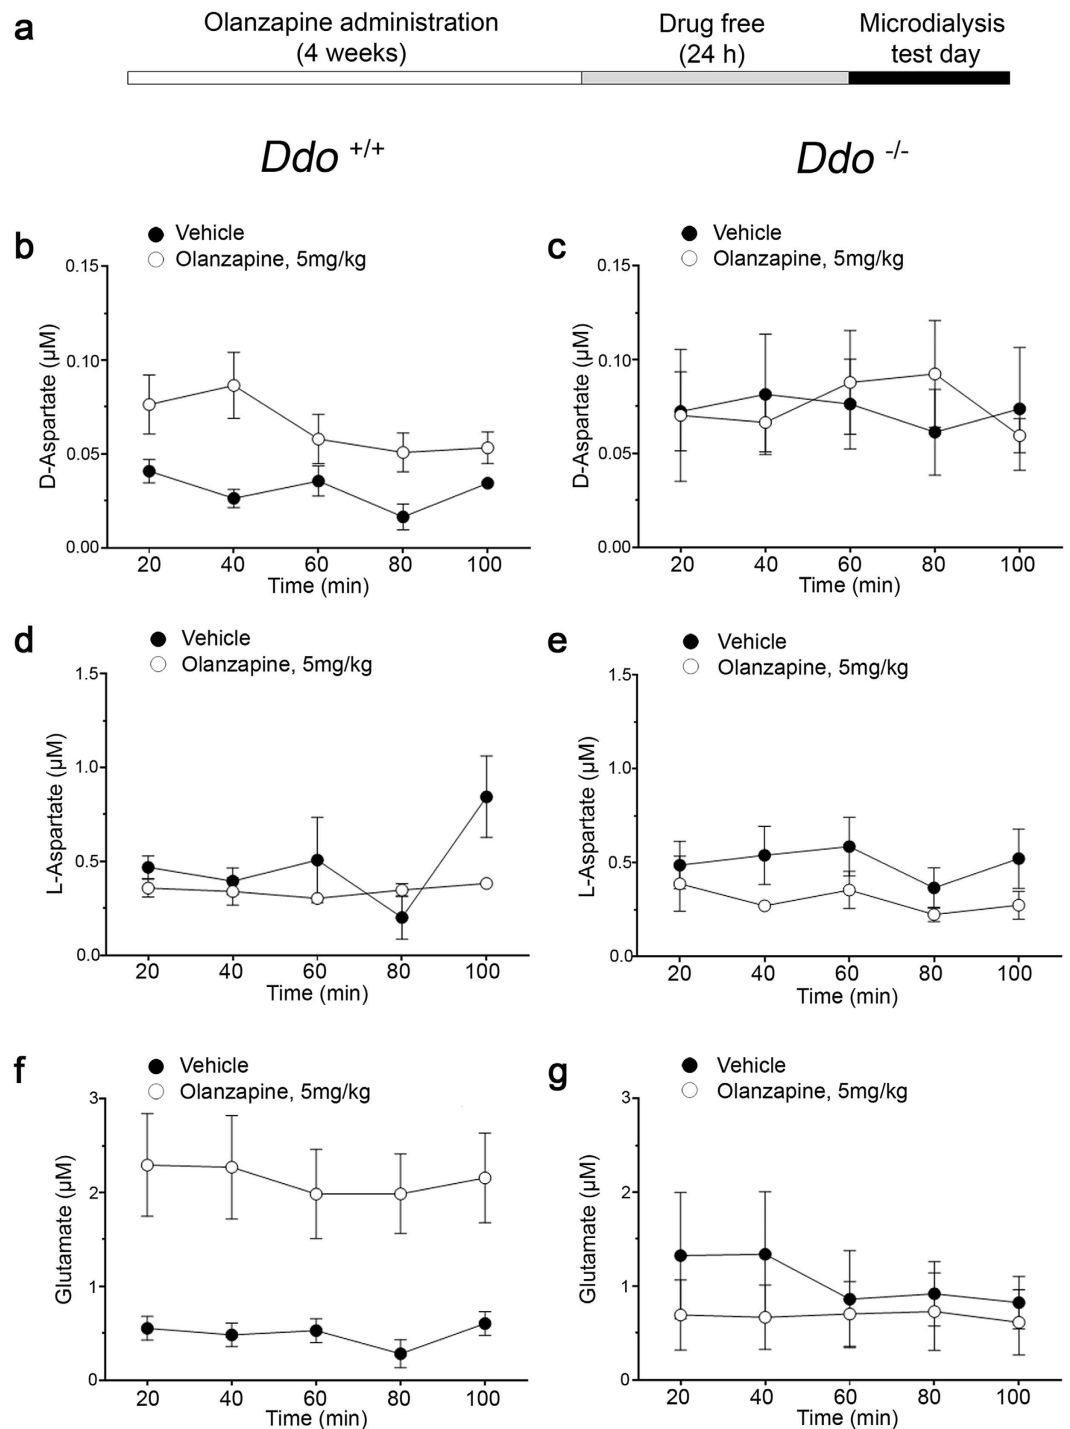 a
Olanzapine administration
(4 weeks)
Drug free
(24 h)
Microdialysis
test day
Ddo +/+
Ddo -/-
b
Vehicle
Olanzapine, 5mg/kg
0.15
0.10
0.05
0.00
D-Aspartate (µM)
20 40 60 80 100
Time (min)
c
Vehicle
Olanzapine, 5mg/kg
0.15
0.10
0.05
0.00
D-Aspartate (µM)
20 40 60 80 100
Time (min)
d
Vehicle
Olanzapine, 5mg/kg
1.5
1.0
0.5
0.0
L-Aspartate (µM)
20 40 60 80 100
Time (min)
e
Vehicle
Olanzapine, 5mg/kg
1.5
1.0
0.5
0.0
L-Aspartate (µM)
20 40 60 80 100
Time (min)
f
Vehicle
Olanzapine, 5mg/kg
3
2
1
0
Glutamate (µM)
20 40 60 80 100
Time (min)
g
Vehicle
Olanzapine, 5mg/kg
3
2
1
0
Glutamate (µM)
20 40 60 80 100
Time (min)